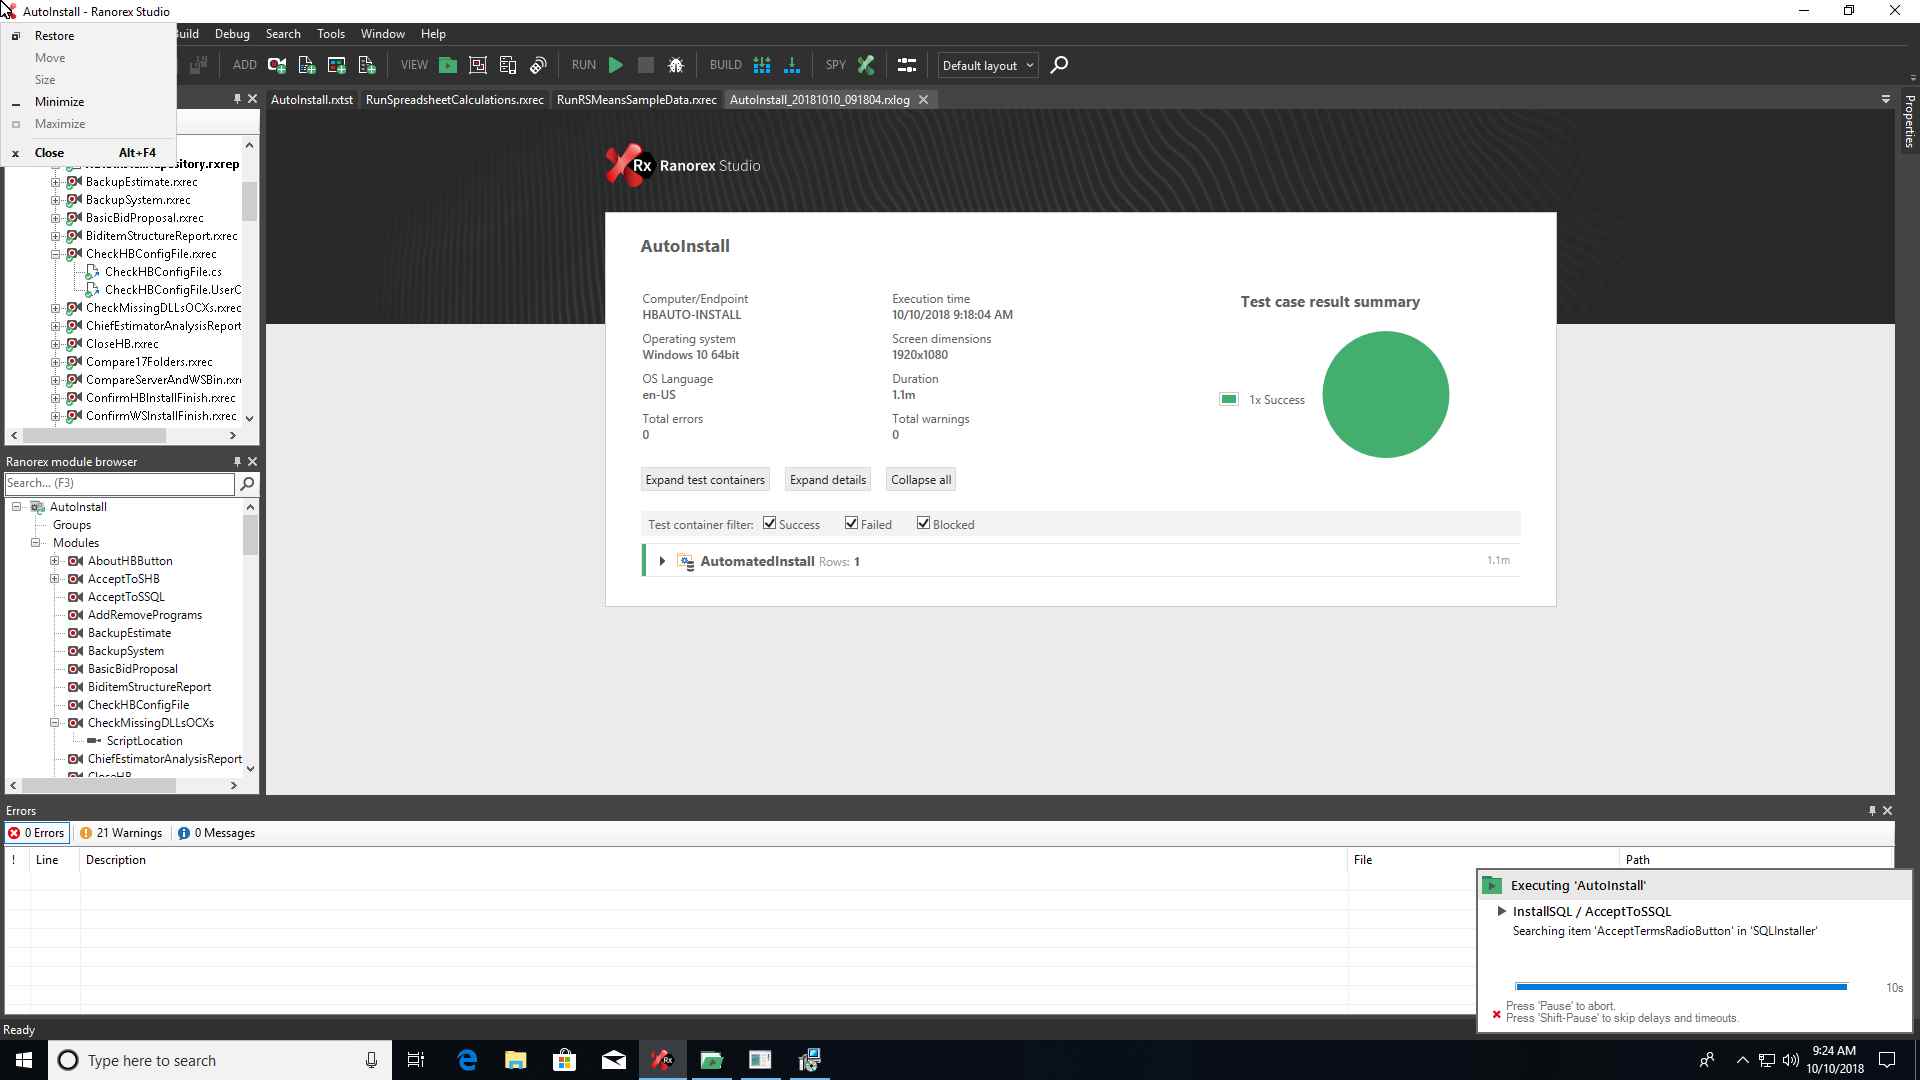 AutoInstall - Ranorex Studio
Restore
Move
Size
Minimize
Maximize
x Close Alt+F4
uild Debug Search Tools Window Help
ADD VIEW RUN BUILD SPY Default layout
AutoInstall.rxtst RunSpreadsheetCalculations.rxrec RunRSMeansSampleData.rxrec AutoInstall_20181010_091804.rxlog
Properties
BackupEstimate.rxrec
BackupSystem.rxrec
BasicBidProposal.rxrec
BiditemStructureReport.rxrec
CheckHBConfigFile.rxrec
CheckHBConfigFile.cs
CheckHBConfigFile.UserC
CheckMissingDLLsOCXs.rxrec
ChiefEstimatorAnalysisReport
CloseHB.rxrec
Compare17Folders.rxrec
CompareServerAndWSBin.rxr
ConfirmHBInstallFinish.rxrec
ConfirmWSInstallFinish.rxrec
Ranorex module browser
Search... (F3)
AutoInstall
Groups
Modules
AboutHBButton
AcceptToSHB
AcceptToSSQL
AddRemovePrograms
BackupEstimate
BackupSystem
BasicBidProposal
BiditemStructureReport
CheckHBConfigFile
CheckMissingDLLsOCXs
ScriptLocation
ChiefEstimatorAnalysisReport
CloseHB
Rx Ranorex Studio
AutoInstall
Computer/Endpoint
HBAUTO-INSTALL
Execution time
10/10/2018 9:18:04 AM
Operating system
Windows 10 64bit
Screen dimensions
1920x1080
OS Language
en-US
Duration
1.1m
Total errors
0
Total warnings
0
Test case result summary
1x Success
Expand test containers Expand details Collapse all
Test container filter: Success Failed Blocked
AutomatedInstall Rows: 1 1.1m
Errors
0 Errors 21 Warnings 0 Messages
! Line Description File Path
Executing 'AutoInstall'
InstallSQL / AcceptToSSQL
Searching item 'AcceptTermsRadioButton' in 'SQLInstaller'
10s
Press 'Pause' to abort.
Press 'Shift-Pause' to skip delays and timeouts.
Ready
Type here to search
9:24 AM
10/10/2018